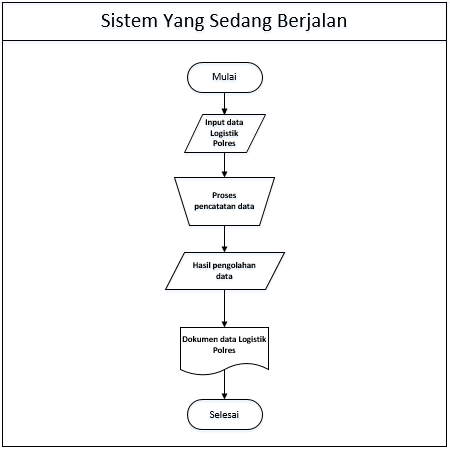 Sistem Yang Sedang Berjalan
Mulai
Input data
Logistik
Polres
Proses
pencatatan data
Hasil pengolahan
data
Dokumen data Logistik
Polres
Selesai